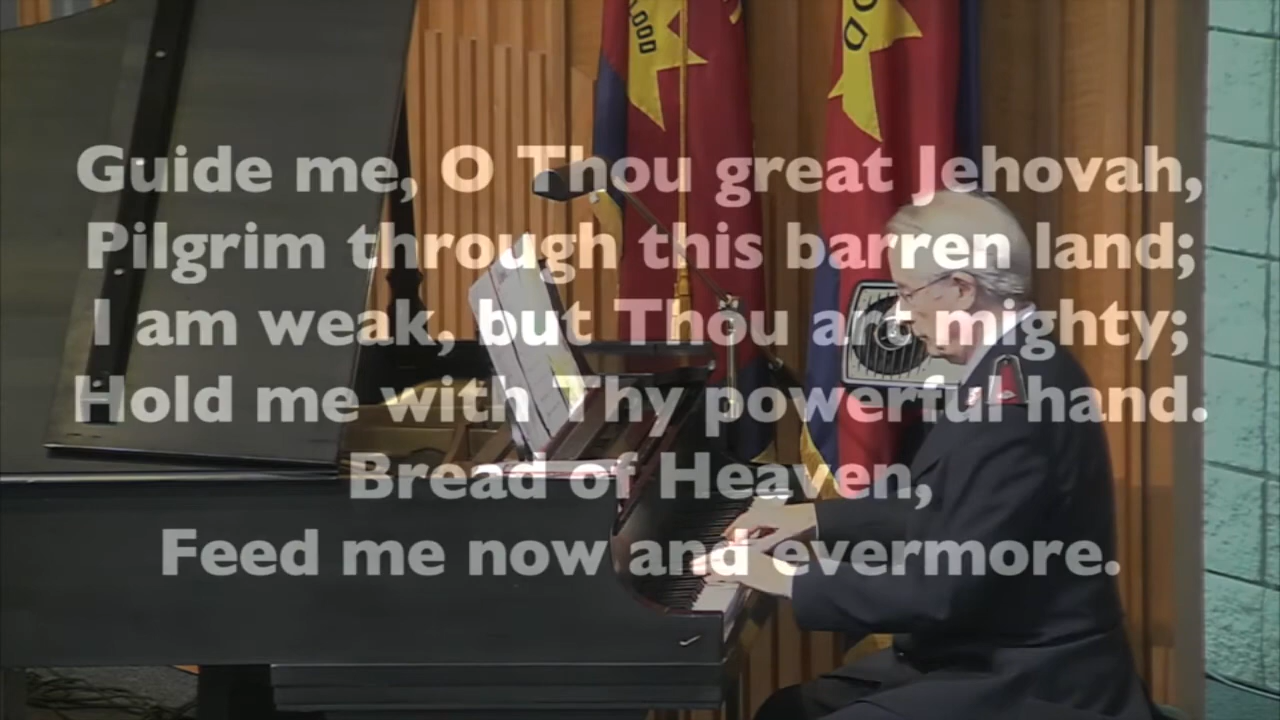 BLOOD
Guide me, O Thou great Jehovah,
Pilgrim through this barren land;
I am weak, but Thou art mighty;
Hold me with Thy powerful hand.
Bread of Heaven,
Feed me now and evermore.